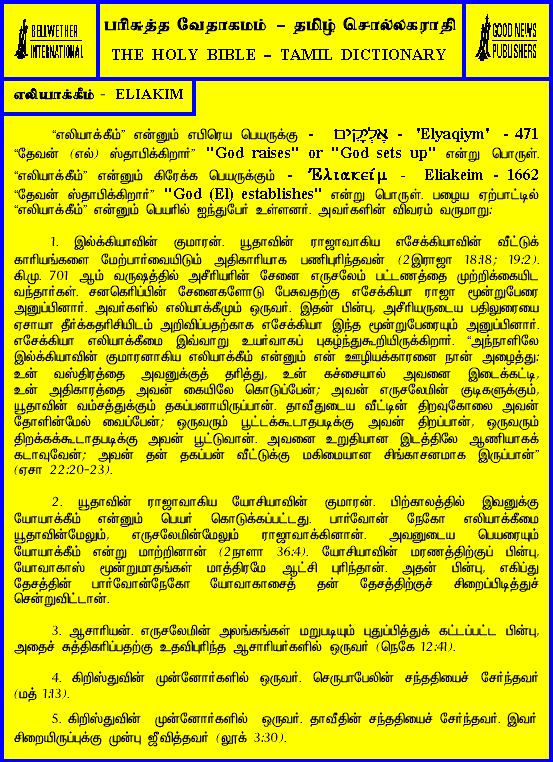 BELLWETHER
INTERNATIONAL
பரிசுத்த வேதாகமம் – தமிழ் சொல்லகராதி
THE HOLY BIBLE – TAMIL DICTIONARY
GOOD NEWS
PUBLISHERS
எலியாக்கீம் - ELIAKIM
“எலியாக்கீம்” என்னும் எபிரெய பெயருக்கு - אֶלְיָקִים - 'Elyaqiym' - 471
“தேவன் (எல்) ஸ்தாபிக்கிறார்” "God raises" or "God sets up" என்று பொருள்.
“எலியாக்கீம்” என்னும் கிரேக்க பெயருக்கும் - Ἐλιακείμ - Eliakeim - 1662
“தேவன் ஸ்தாபிக்கிறார்” "God (El) establishes" என்று பொருள். பழைய ஏற்பாட்டில்
“எலியாக்கீம்” என்னும் பெயரில் ஐந்துபேர் உள்ளனர். அவர்களின் விவரம் வருமாறு:
1. இல்க்கியாவின் குமாரன். யூதாவின் ராஜாவாகிய எசேக்கியாவின் வீட்டுக்
காரியங்களை மேற்பார்வையிடும் அதிகாரியாக பணிபுரிந்தவன் (2இராஜா 18:18; 19:2).
கி.மு. 701 ஆம் வருஷத்தில் அசீரியரின் சேனை எருசலேம் பட்டணத்தை முற்றிக்கையிட
வந்தார்கள். சனகெரிப்பின் சேனைகளோடு பேசுவதற்கு எசேக்கியா ராஜா மூன்றுபேரை
அனுப்பினார். அவர்களில் எலியாக்கீமும் ஒருவர். இதன் பின்பு, அசீரியருடைய பதிலுரையை
ஏசாயா தீர்க்கதரிசியிடம் அறிவிப்பதற்காக எசேக்கியா இந்த மூன்றுபேரையும் அனுப்பினார்.
எசேக்கியா எலியாக்கீமை இவ்வாறு உயர்வாகப் புகழ்ந்துகூறியிருக்கிறார். “அந்நாளிலே
இல்க்கியாவின் குமாரனாகிய எலியாக்கீம் என்னும் என் ஊழியக்காரனை நான் அழைத்து:
உன் வஸ்திரத்தை அவனுக்குத் தரித்து, உன் கச்சையால் அவனை இடைக்கட்டி,
உன் அதிகாரத்தை அவன் கையிலே கொடுப்பேன்; அவன் எருசலேமின் குடிகளுக்கும்,
யூதாவின் வம்சத்துக்கும் தகப்பனாயிருப்பான். தாவீதுடைய வீட்டின் திறவுகோலை அவன்
தோளின்மேல் வைப்பேன்; ஒருவரும் பூட்டக்கூடாதபடிக்கு அவன் திறப்பான், ஒருவரும்
திறக்கக்கூடாதபடிக்கு அவன் பூட்டுவான். அவனை உறுதியான இடத்திலே ஆணியாகக்
கடாவுவேன்; அவன் தன் தகப்பன் வீட்டுக்கு மகிமையான சிங்காசனமாக இருப்பான்”
(ஏசா 22:20-23).
2. யூதாவின் ராஜாவாகிய யோசியாவின் குமாரன். பிற்காலத்தில் இவனுக்கு
யோயாக்கீம் என்னும் பெயர் கொடுக்கப்பட்டது. பார்வோன் நேகோ எலியாக்கீமை
யூதாவின்மேலும், எருசலேமின்மேலும் ராஜாவாக்கினான். அவனுடைய பெயரையும்
யோயாக்கீம் என்று மாற்றினான் (2நாளா 36:4). யோசியாவின் மரணத்திற்குப் பின்பு,
யோவாகாஸ் மூன்றுமாதங்கள் மாத்திரமே ஆட்சி புரிந்தான். அதன் பின்பு, எகிப்து
தேசத்தின் பார்வோன்நேகோ யோவாகாசைத் தன் தேசத்திற்குச் சிறைப்பிடித்துச்
சென்றுவிட்டான்.
3. ஆசாரியன். எருசலேமின் அலங்கங்கள் மறுபடியும் புதுப்பித்துக் கட்டப்பட்ட பின்பு,
அதைச் சுத்திகரிப்பதற்கு உதவிபுரிந்த ஆசாரியர்களில் ஒருவர் (நெகே 12:41).
4. கிறிஸ்துவின் முன்னோர்களில் ஒருவர். செருபாபேலின் சந்ததியைச் சேர்ந்தவர்
(மத் 1:13).
5. கிறிஸ்துவின் முன்னோர்களில் ஒருவர். தாவீதின் சந்ததியைச் சேர்ந்தவர். இவர்
சிறையிருப்புக்கு முன்பு ஜீவித்தவர் (லூக் 3:30).